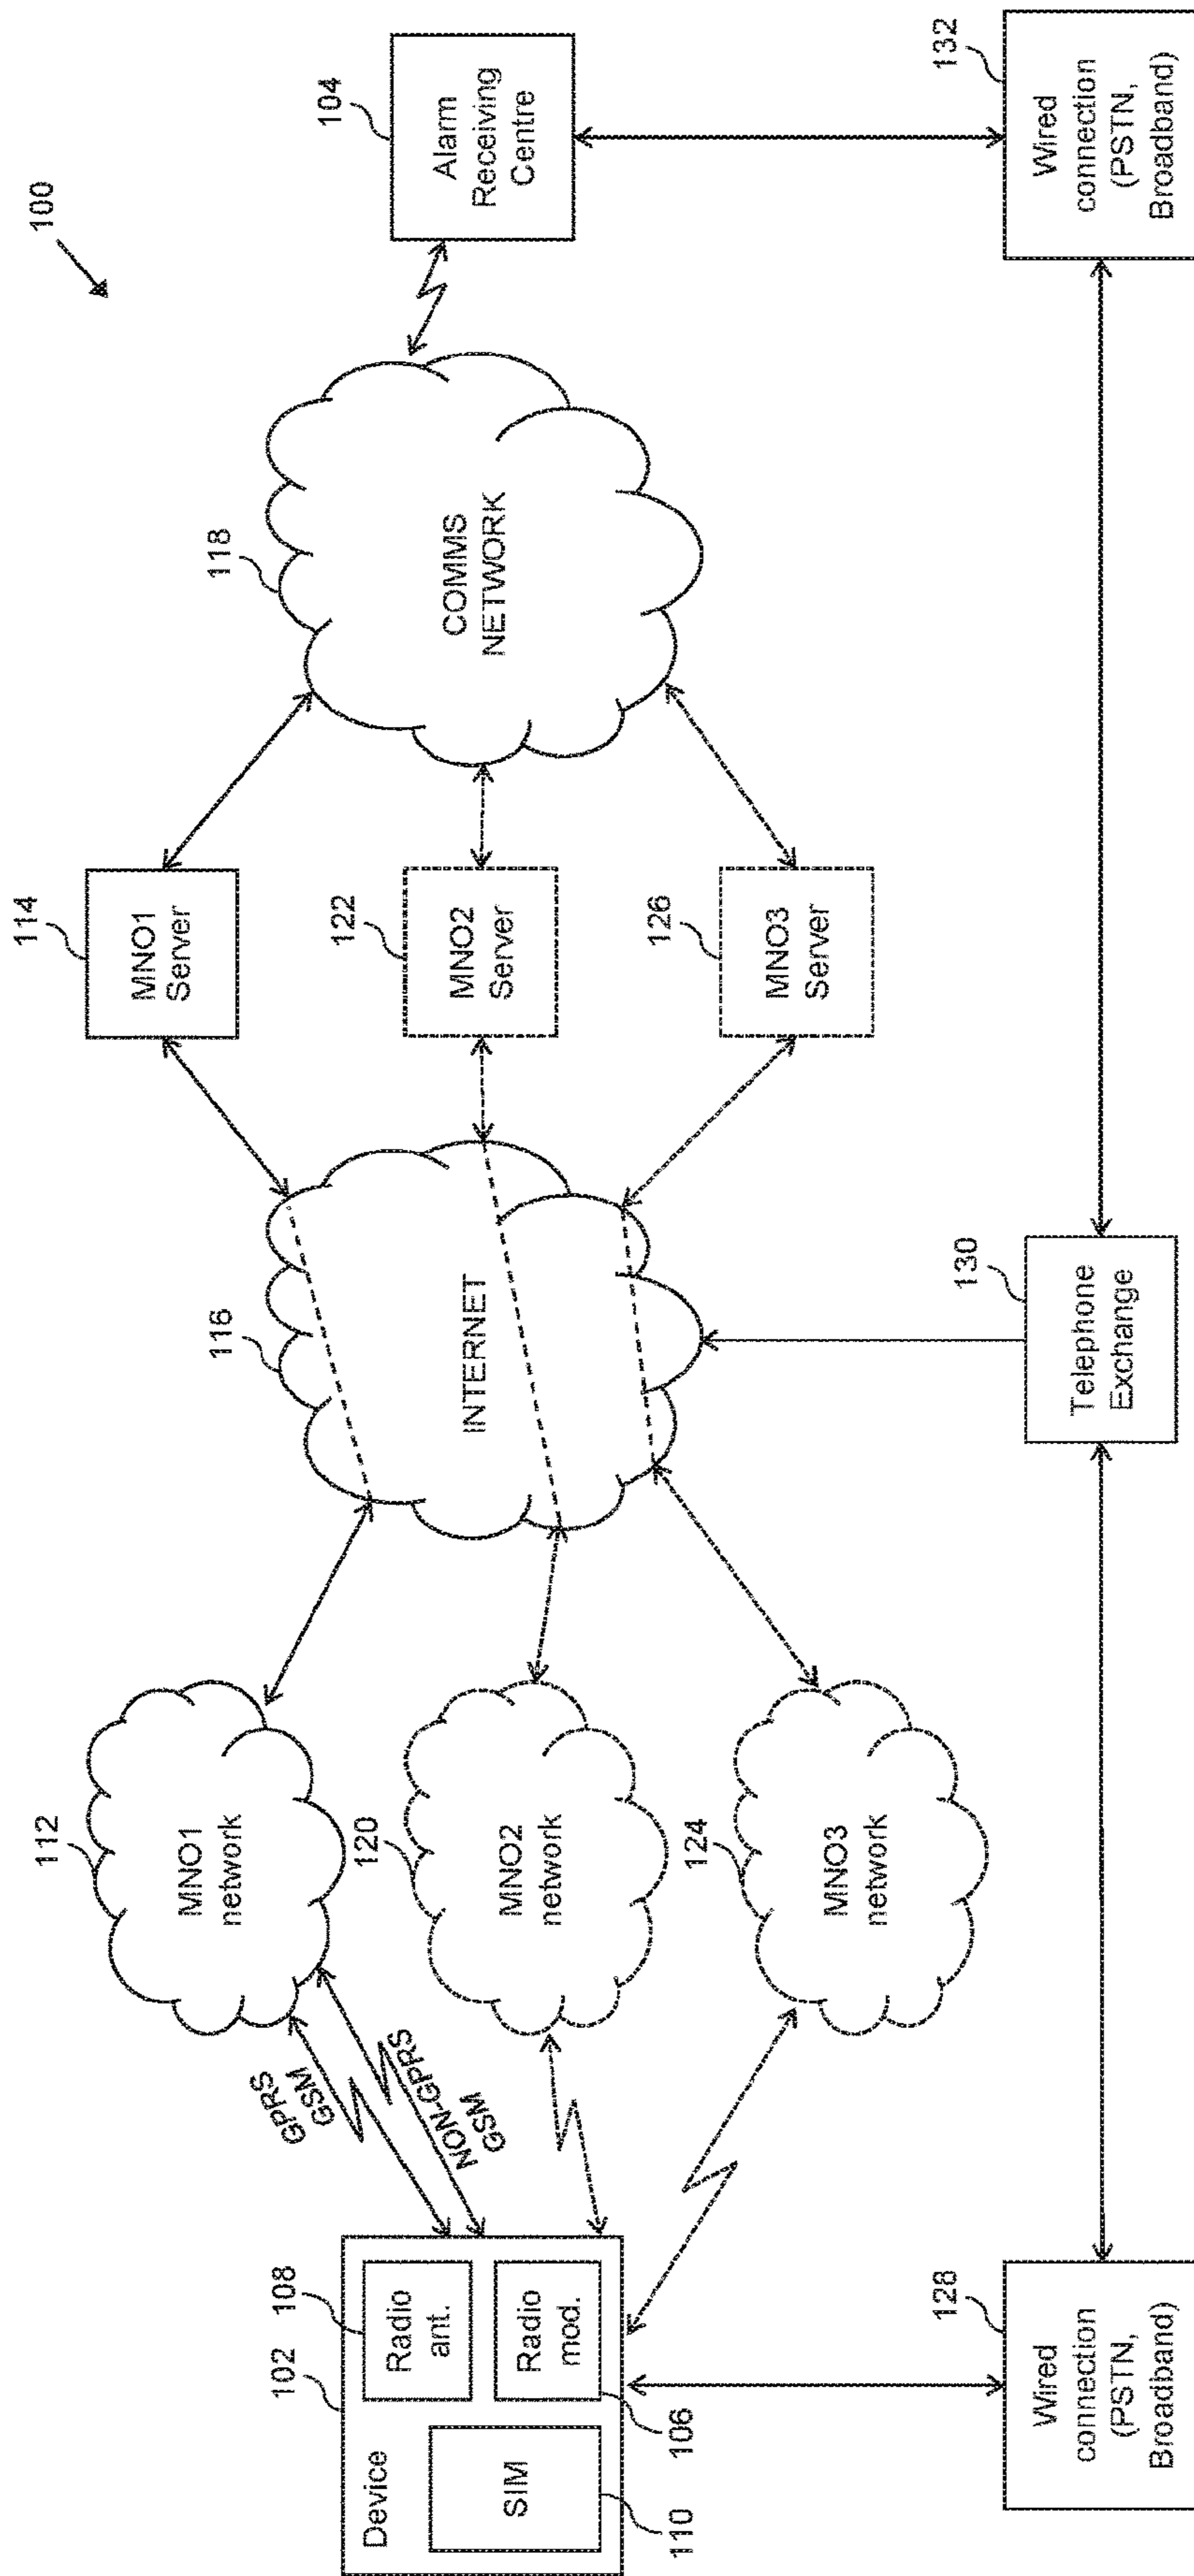 100
102
Device
108
Radio
ant.
SIM
110
Radio
mod.
106
GPRS
GSM
NON-GPRS
GSM
112
MNO1
network
120
MNO2
network
124
MNO3
network
116
INTERNET
114
MNO1
Server
122
MNO2
Server
126
MNO3
Server
118
COMMS
NETWORK
104
Alarm
Receiving
Centre
128
Wired
connection
(PSTN,
Broadband)
130
Telephone
Exchange
132
Wired
connection
(PSTN,
Broadband)